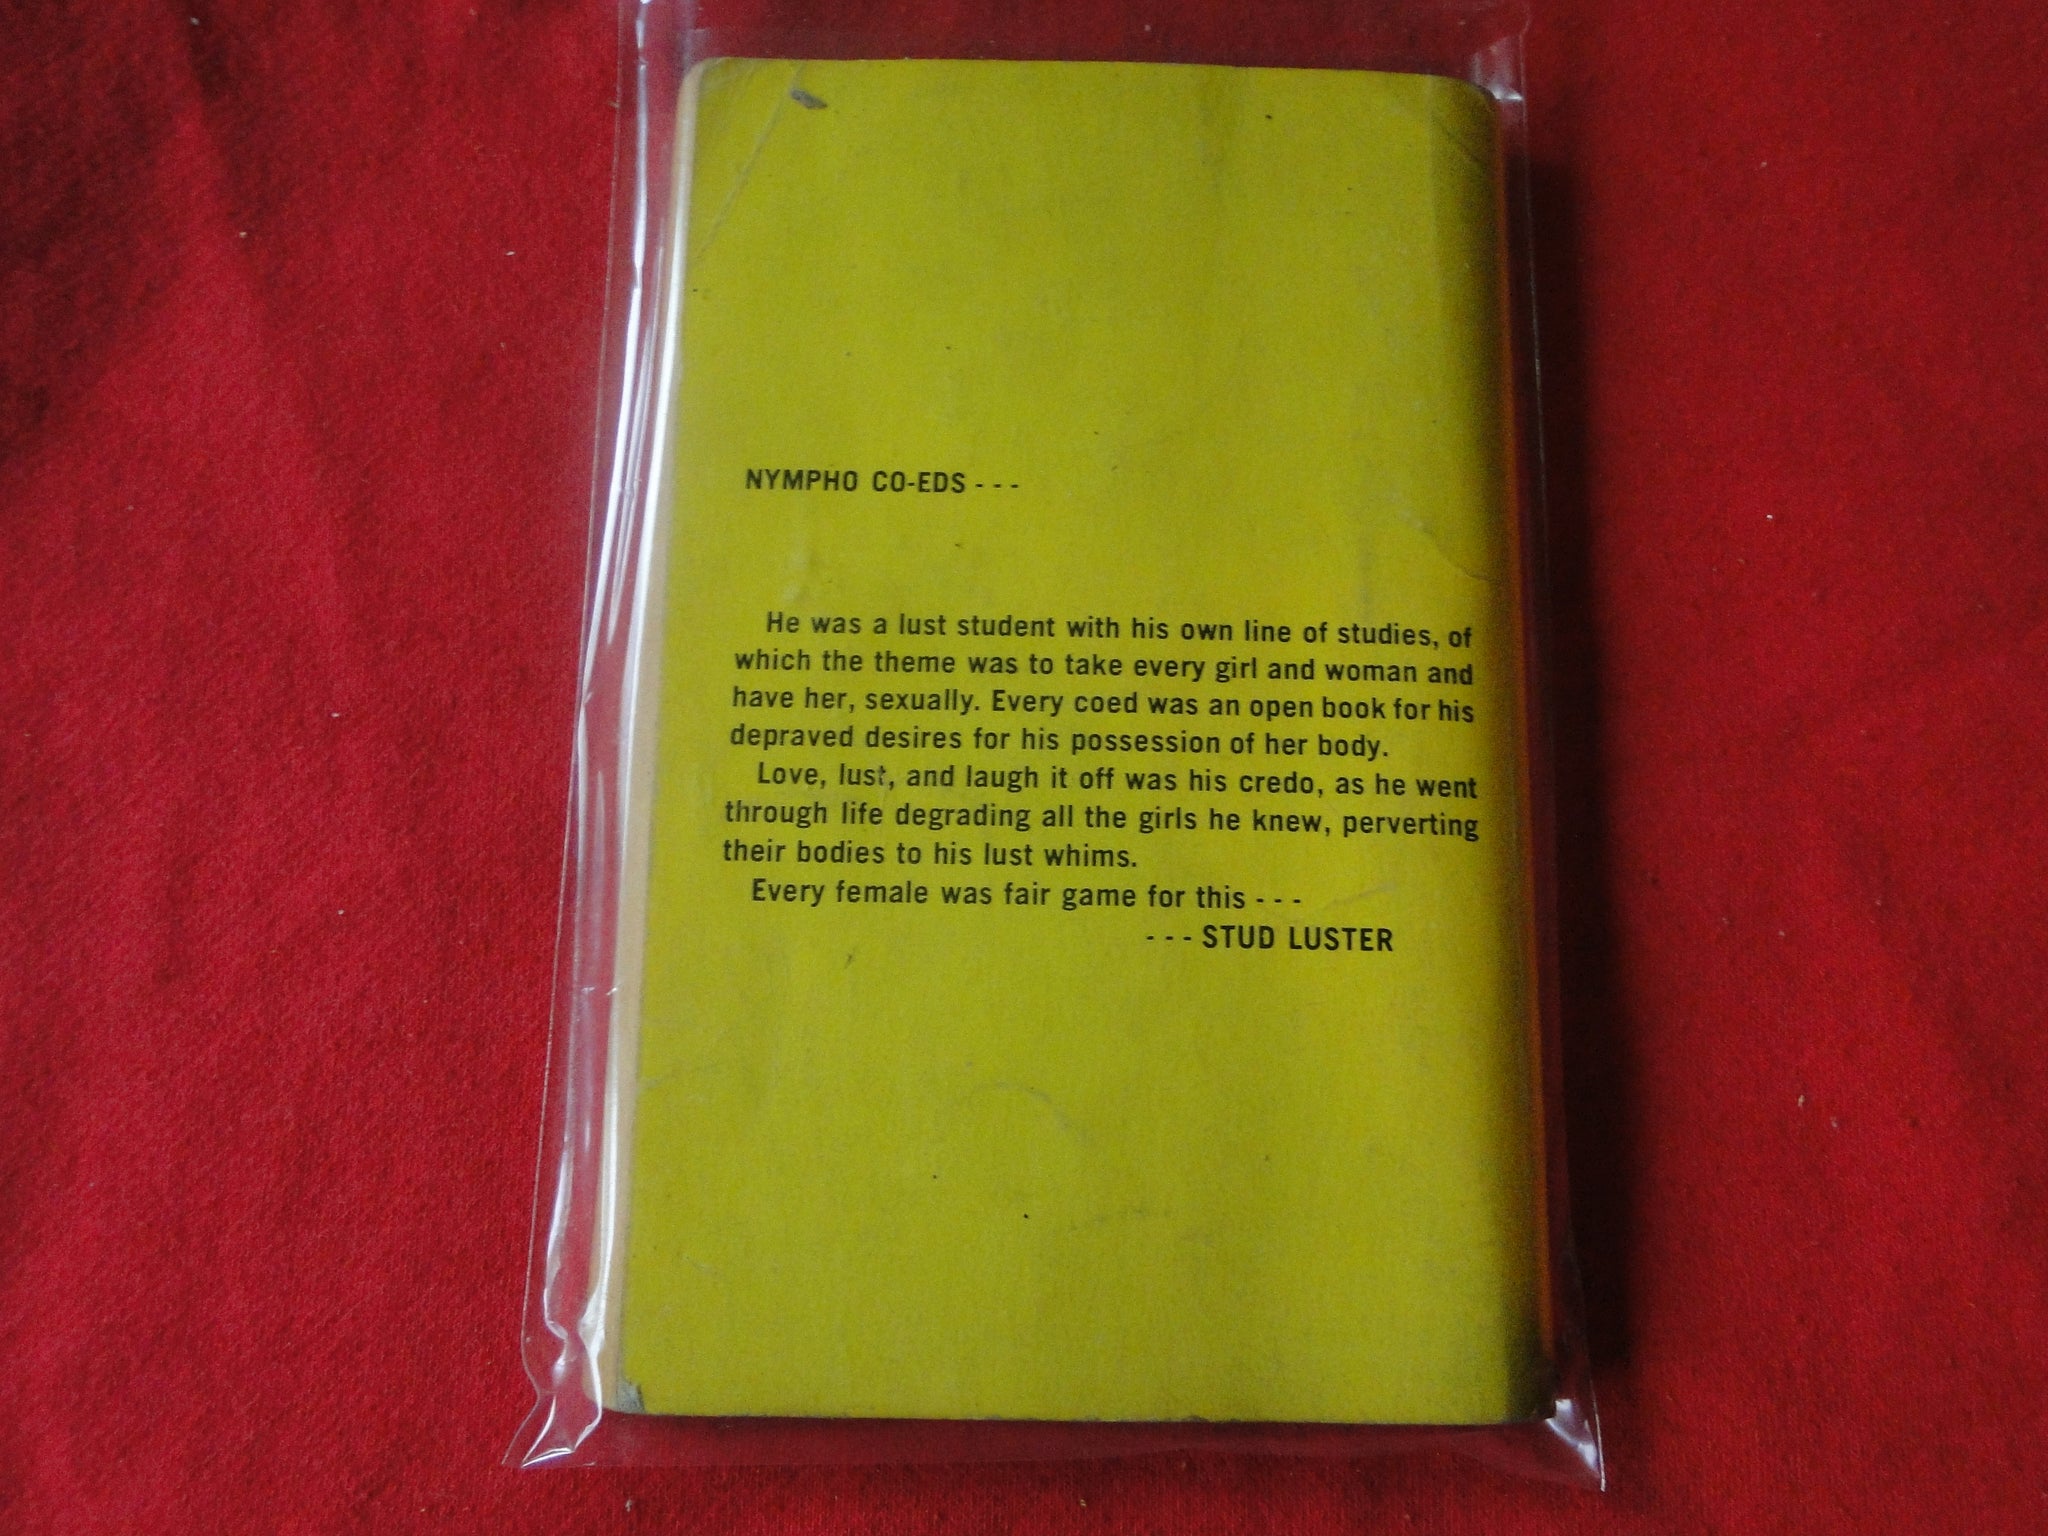 NYMPHO CO-EDS - - -
He was a lust student with his own line of studies, of
which the theme was to take every girl and woman and
have her, sexually. Every coed was an open book for his
depraved desires for his possession of her body.
Love, lust, and laugh it off was his credo, as he went
through life degrading all the girls he knew, perverting
their bodies to his lust whims.
Every female was fair game for this - - -
- - - STUD LUSTER